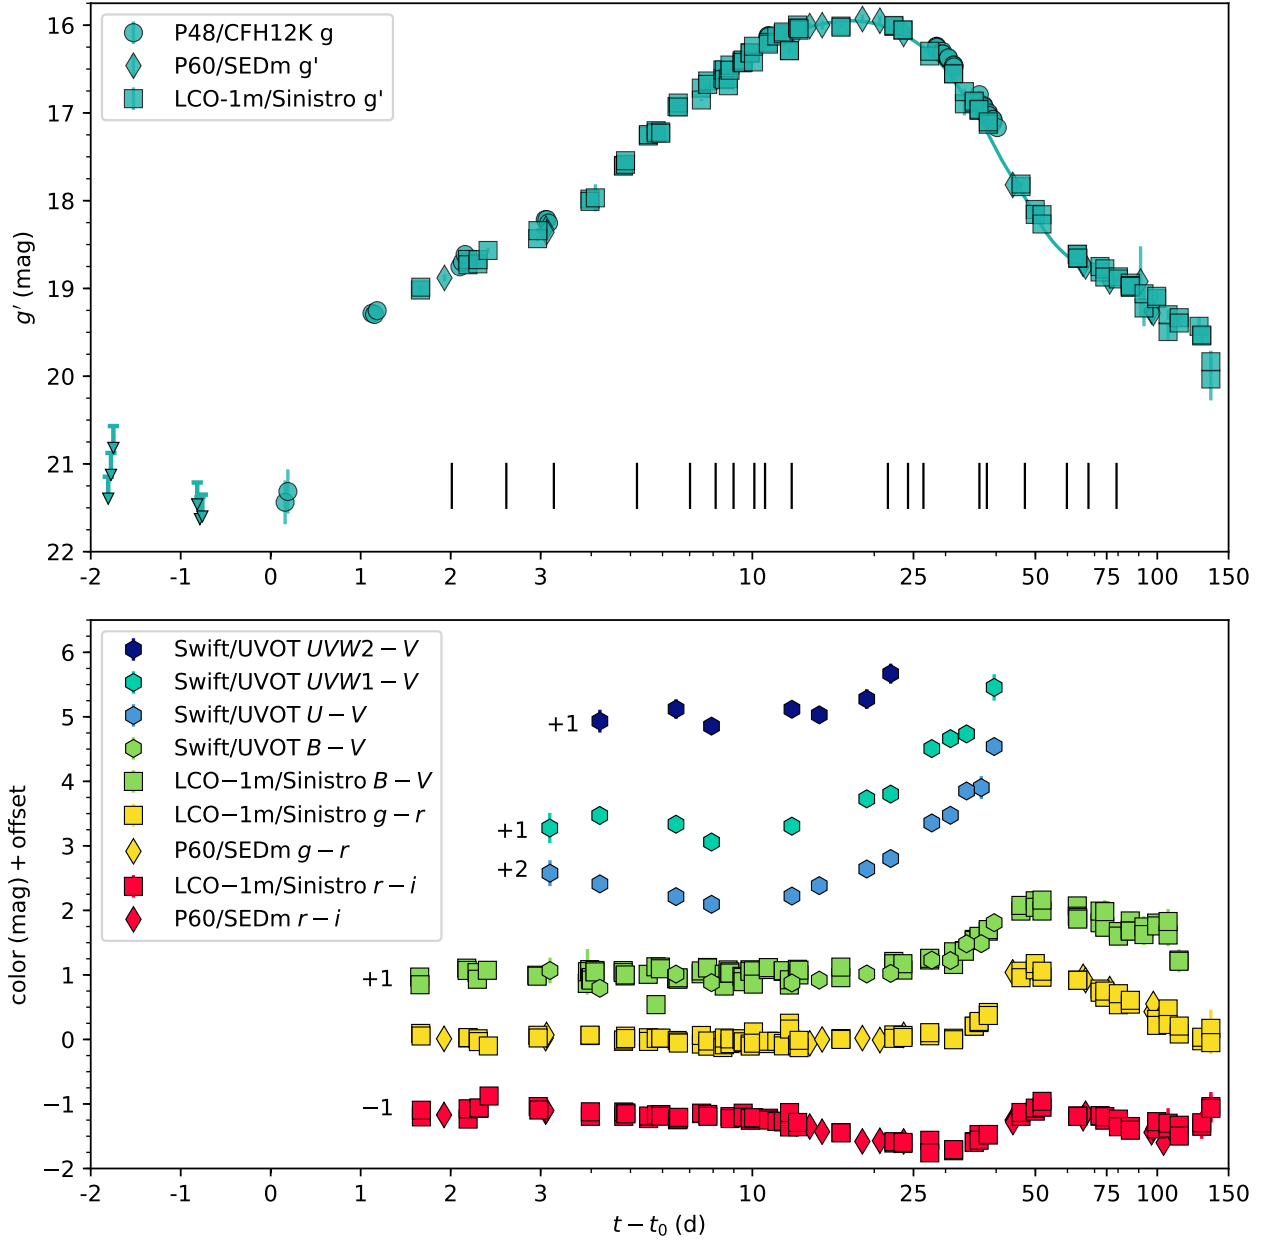 P48/CFH12K g
P60/SEDm g'
LCO-1m/Sinistro g'
16
17
18
19
20
21
22
g′ (mag)
-2 -1 0 1 2 3 10 25 50 75 100 150
Swift/UVOT UVW2 − V
Swift/UVOT UVW1 − V
Swift/UVOT U − V
Swift/UVOT B − V
LCO−1m/Sinistro B − V
LCO−1m/Sinistro g − r
P60/SEDm g − r
LCO−1m/Sinistro r − i
P60/SEDm r − i
+1
+1
+2
+1
−1
6
5
4
3
2
1
0
−1
−2
color (mag) + offset
-2 -1 0 1 2 3 10 25 50 75 100 150
t − t₀ (d)